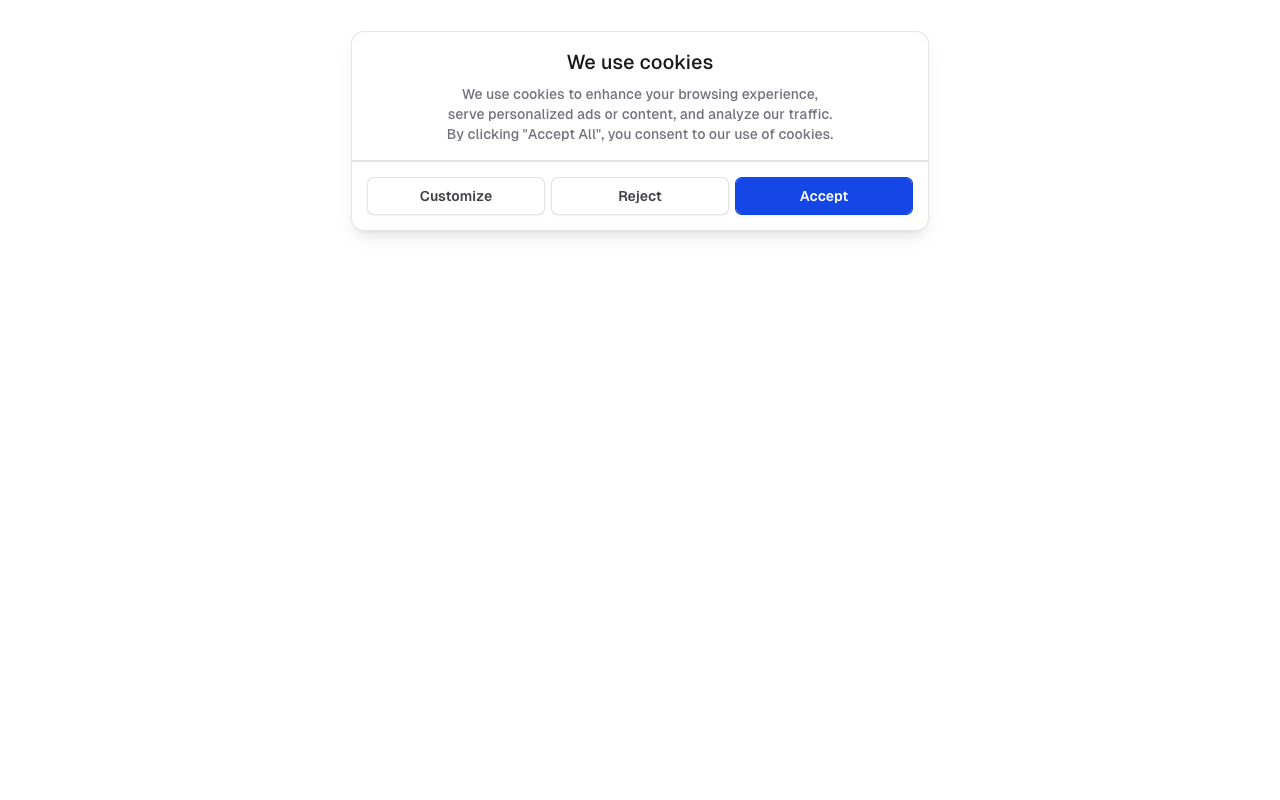 We use cookies
We use cookies to enhance your browsing experience,
serve personalized ads or content, and analyze our traffic.
By clicking "Accept All", you consent to our use of cookies.
Customize
Reject
Accept